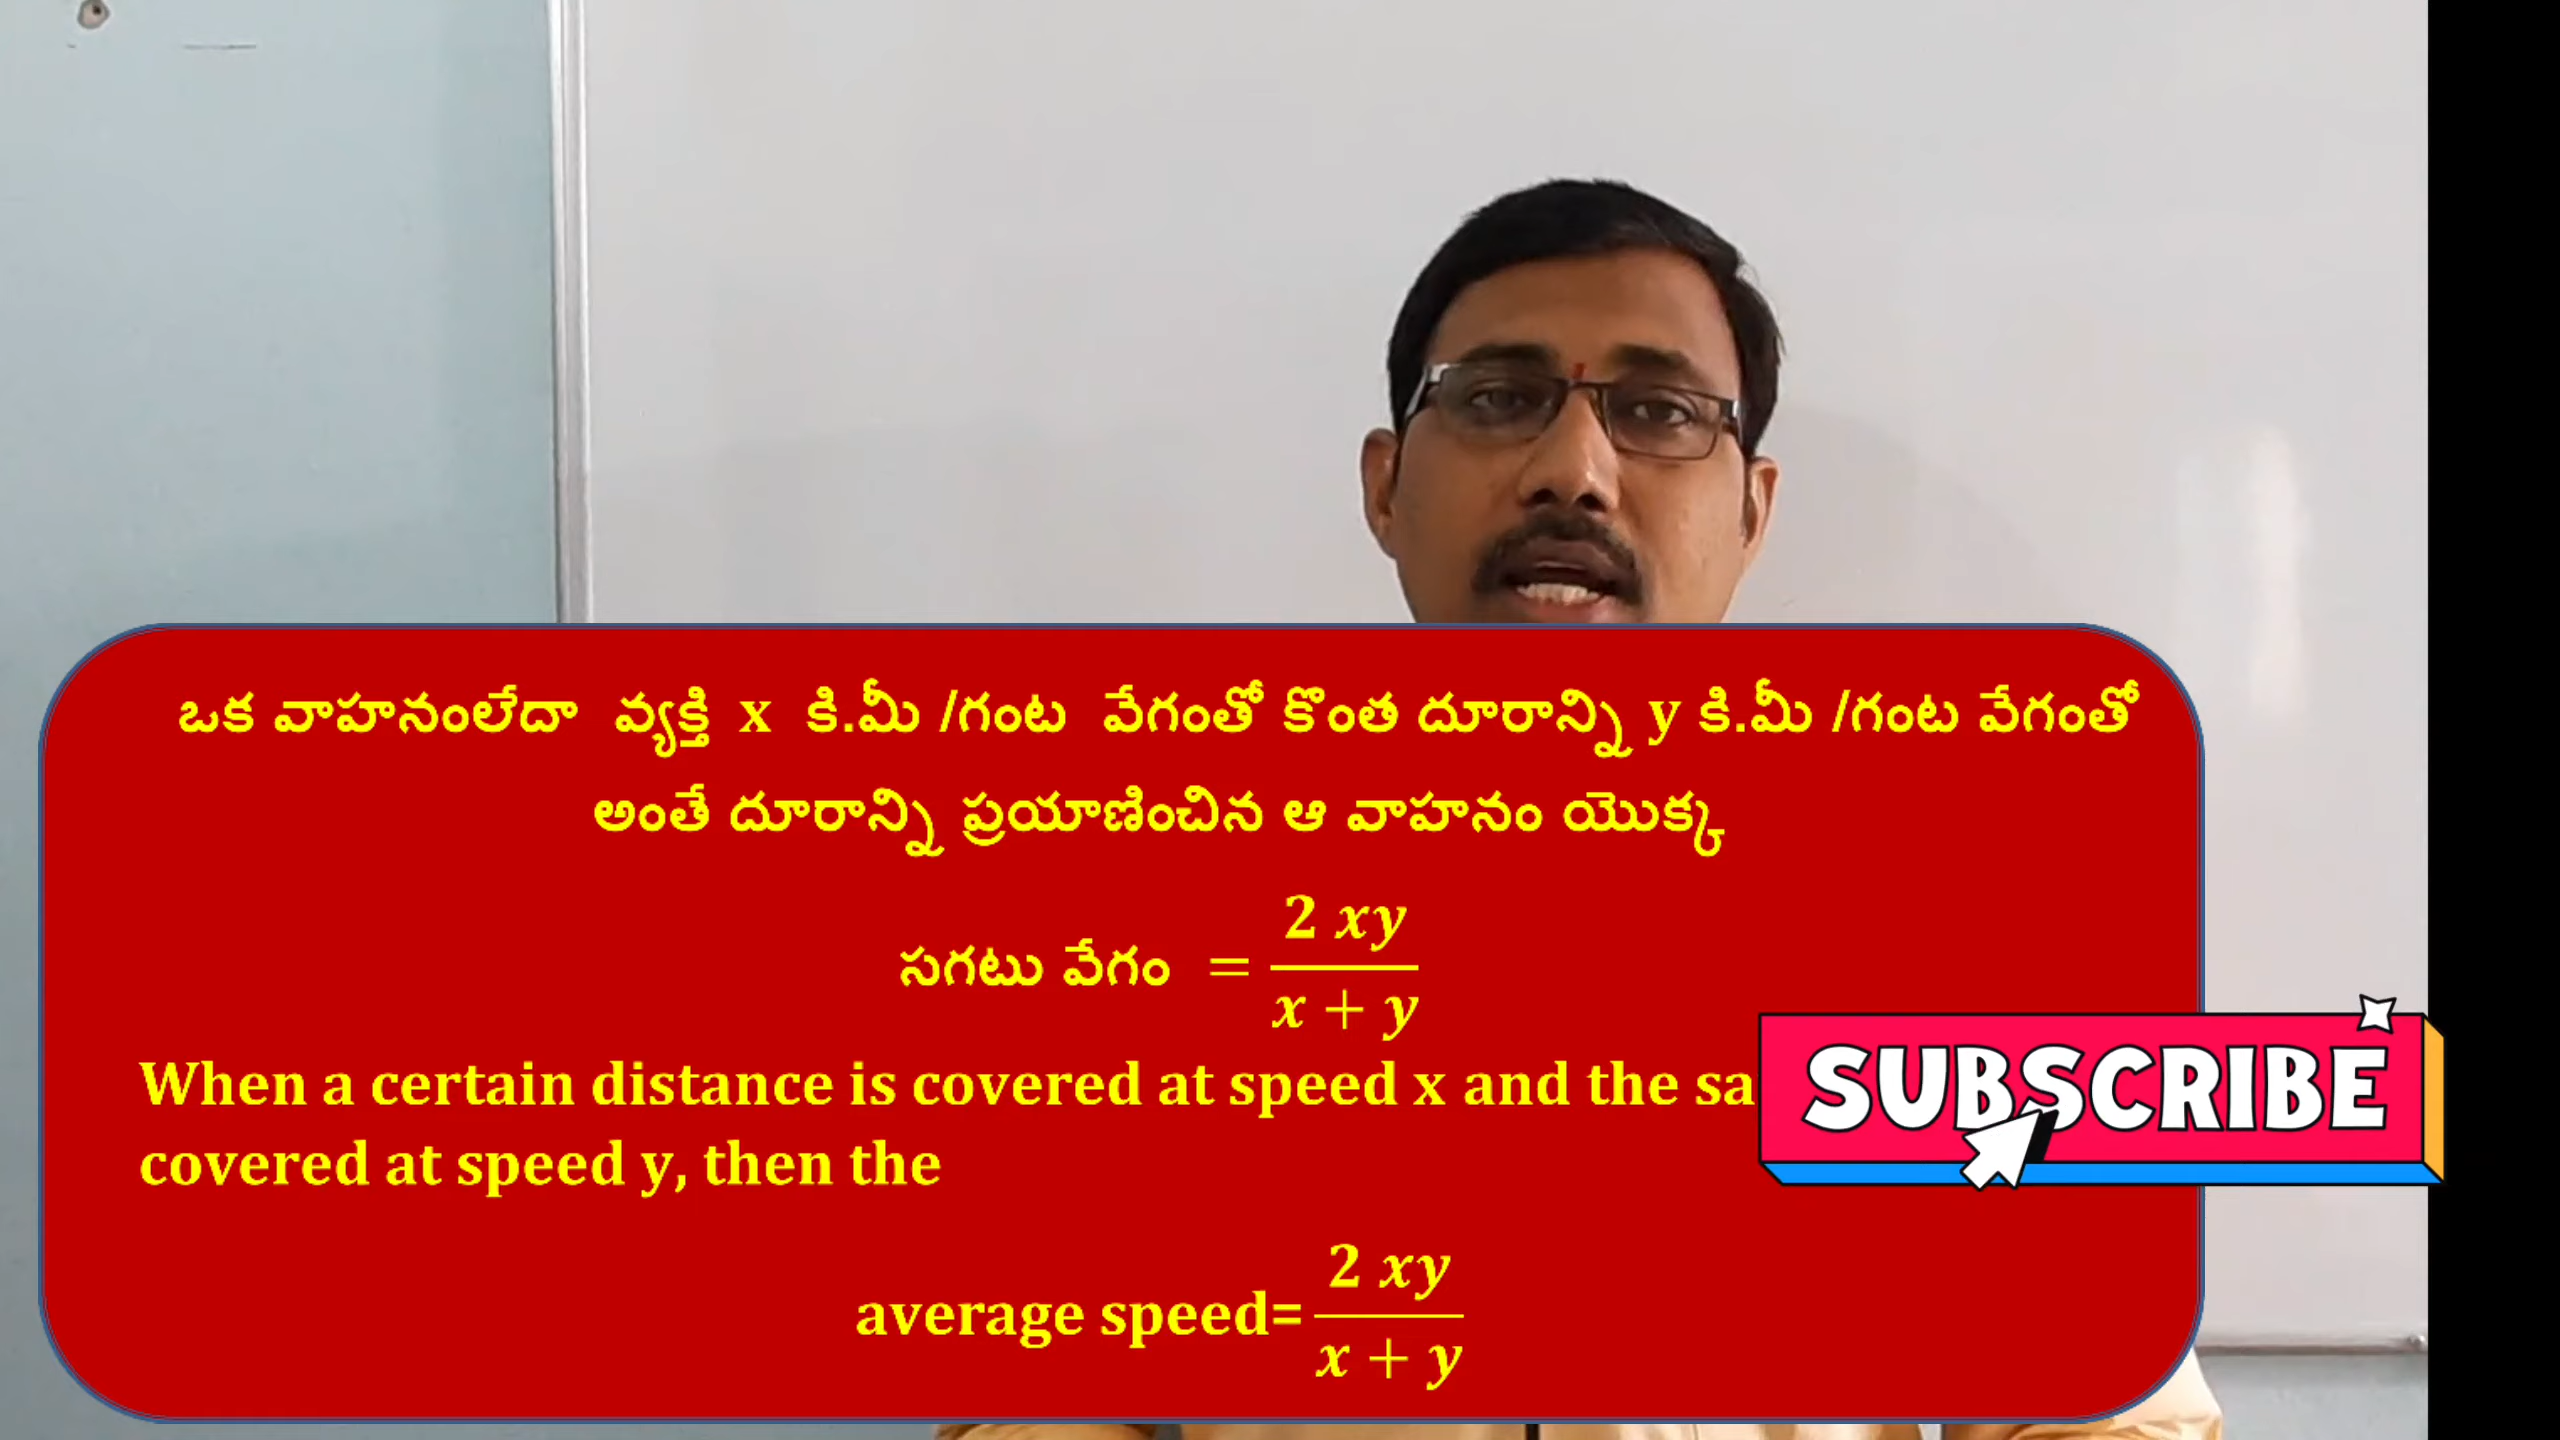 ఒక వాహనంలేదా వ్యక్తి x కి.మీ /గంట వేగంతో కొంత దూరాన్ని y కి.మీ /గంట వేగంతో
అంతే దూరాన్ని ప్రయాణించిన ఆ వాహనం యొక్క
సగటు వేగం = 2 xy / x + y
When a certain distance is covered at speed x and the
covered at speed y, then the
average speed= 2 xy / x + y
SUBSCRIBE